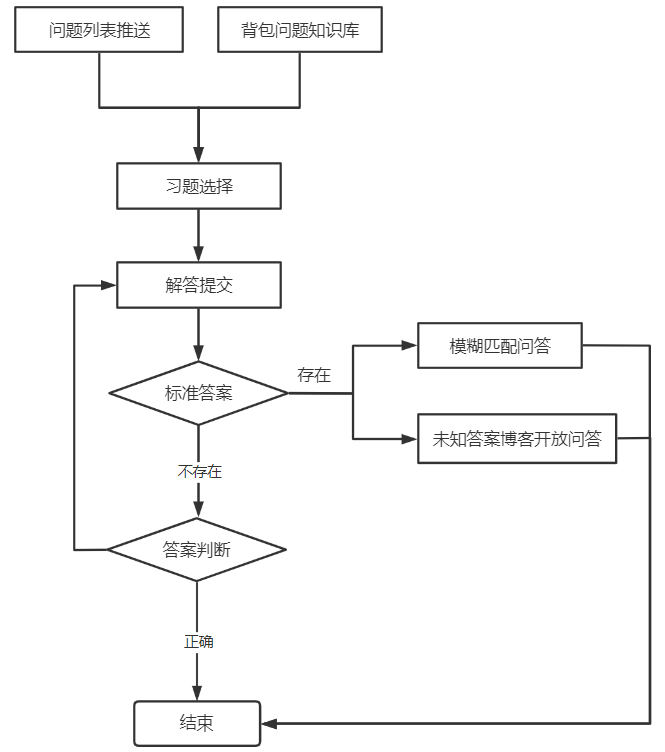 问题列表推送
背包问题知识库
习题选择
解答提交
标准答案
存在
模糊匹配问答
未知答案博客开放问答
不存在
答案判断
正确
结束